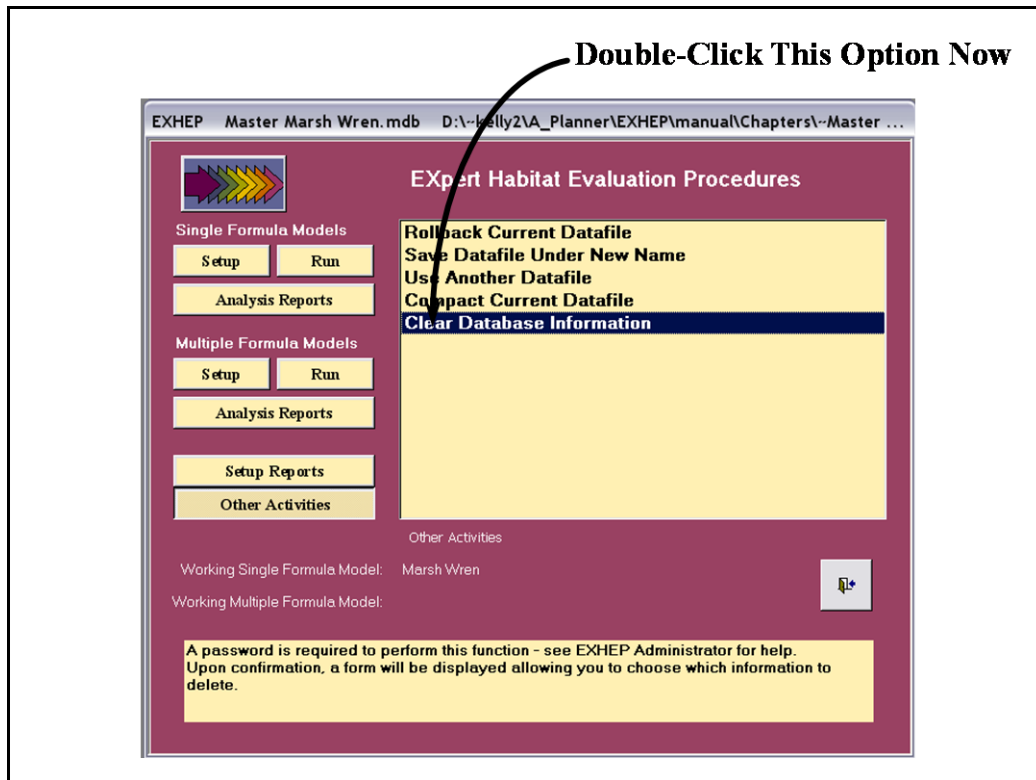 Double-Click This Option Now
EXHEP Master Marsh Wren.mdb D:\~kelly2\A_Planner\EXHEP\manual\Chapters\~Master ...
EXpert Habitat Evaluation Procedures
Single Formula Models
Setup Run
Analysis Reports
Multiple Formula Models
Setup Run
Analysis Reports
Setup Reports
Other Activities
Rollback Current Datafile
Save Datafile Under New Name
Use Another Datafile
Compact Current Datafile
Clear Database Information
Other Activities
Working Single Formula Model: Marsh Wren
Working Multiple Formula Model:
A password is required to perform this function - see EXHEP Administrator for help.
Upon confirmation, a form will be displayed allowing you to choose which information to
delete.